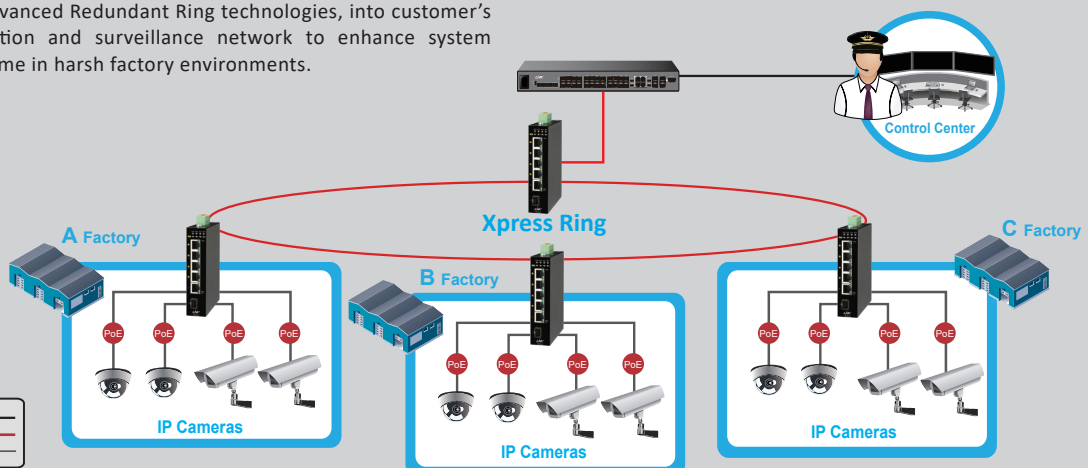 vanced Redundant Ring technologies, into customer's
tion and surveillance network to enhance system
me in harsh factory environments.
Control Center
Xpress Ring
A Factory
B Factory
C Factory
PoE PoE PoE PoE
PoE PoE PoE PoE
PoE PoE PoE PoE
IP Cameras
IP Cameras
IP Cameras